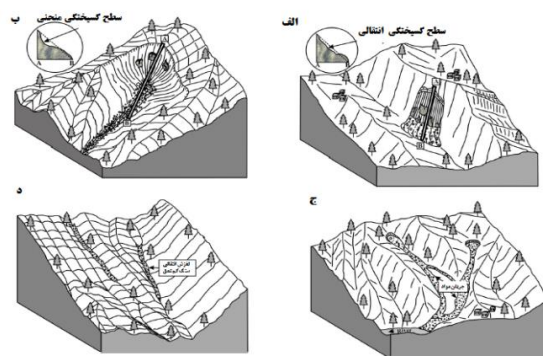 الف
سطح گسیختگی انتقالی
ب
سطح گسیختگی منحنی
ج
جریان مواد
د
لغزش انتقالی
سنگ کم‌عمق